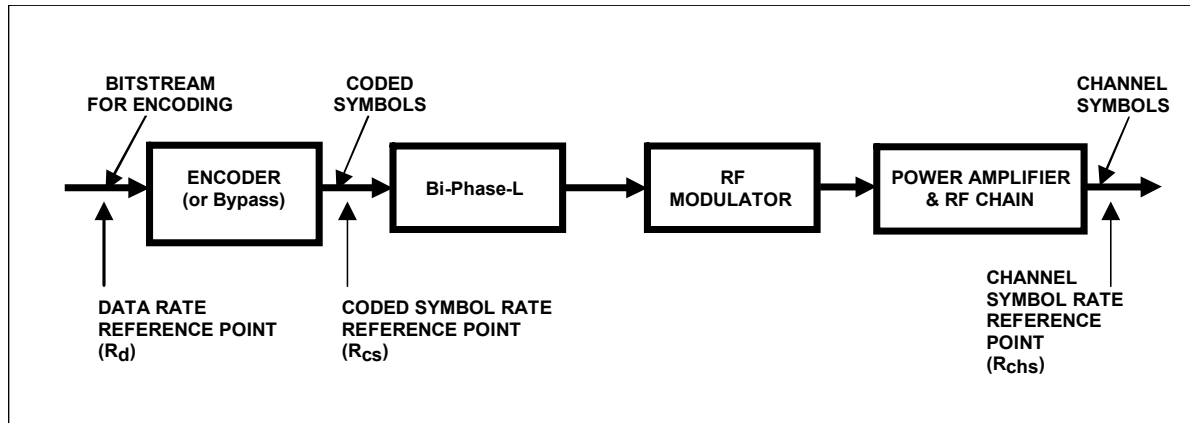 BITSTREAM
FOR ENCODING
CODED
SYMBOLS
CHANNEL
SYMBOLS
ENCODER
(or Bypass)
Bi-Phase-L
RF
MODULATOR
POWER AMPLIFIER
& RF CHAIN
DATA RATE
REFERENCE POINT
(Rd)
CODED SYMBOL RATE
REFERENCE POINT
(Rcs)
CHANNEL
SYMBOL RATE
REFERENCE
POINT
(Rchs)